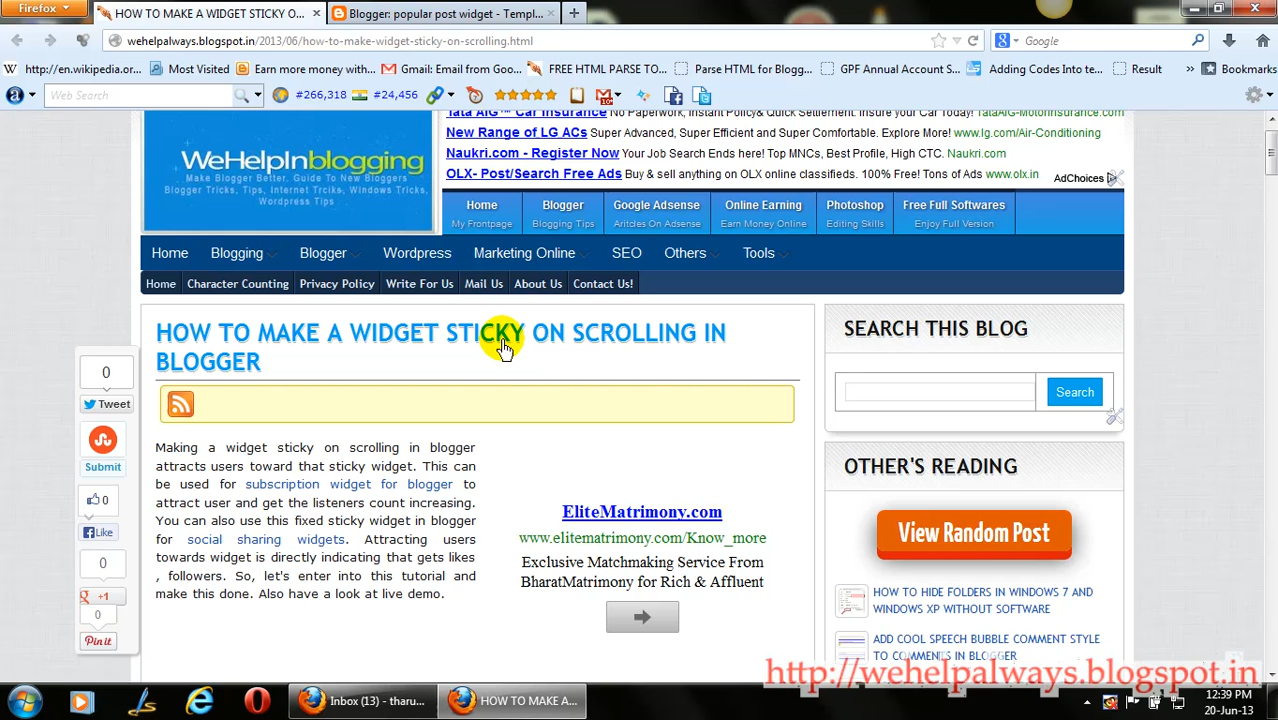 Firefox
HOW TO MAKE A WIDGET STICKY O...
Blogger: popular post widget - Templ...
wehelpalways.blogspot.in/2013/06/how-to-make-widget-sticky-on-scrolling.html
Google
http://en.wikipedia.or...
Most Visited
Earn more money with...
Gmail: Email from Goo...
FREE HTML PARSE TO...
Parse HTML for Blogg...
GPF Annual Account S...
Adding Codes Into te...
Result
Bookmarks
Web Search
#266,318
#24,456
Tata AIG™ Car Insurance No Paperwork, Instant Policy& Quick Settlement. Insure your Car Today! TataAIG-MotorInsurance.com
New Range of LG ACs Super Advanced, Super Efficient and Super Comfortable. Explore More! www.lg.com/Air-Conditioning
Naukri.com - Register Now Your Job Search Ends here! Top MNCs, Best Profile, High CTC. Naukri.com
OLX- Post/Search Free Ads Buy & sell anything on OLX online classifieds. 100% Free! Tons of Ads www.olx.in
AdChoices
WeHelpInblogging
Make Blogger Better. Guide To New Bloggers
Blogger Tricks, Tips, Internet Trciks, Windows Tricks,
Wordpress Tips
Home Blogger Google Adsense Online Earning Photoshop Free Full Softwares
My Frontpage Blogging Tips Aritcles On Adsense Earn Money Online Editing Skills Enjoy Full Version
Home Blogging Blogger Wordpress Marketing Online SEO Others Tools
Home Character Counting Privacy Policy Write For Us Mail Us About Us Contact Us!
HOW TO MAKE A WIDGET STICKY ON SCROLLING IN
BLOGGER
Making a widget sticky on scrolling in blogger
attracts users toward that sticky widget. This can
be used for subscription widget for blogger to
attract user and get the listeners count increasing.
You can also use this fixed sticky widget in blogger
for social sharing widgets. Attracting users
towards widget is directly indicating that gets likes
, followers. So, let's enter into this tutorial and
make this done. Also have a look at live demo.
0
Tweet
Submit
0
Like
0
+1
0
Pin it
EliteMatrimony.com
www.elitematrimony.com/Know_more
Exclusive Matchmaking Service From
BharatMatrimony for Rich & Affluent
SEARCH THIS BLOG
Search
OTHER'S READING
View Random Post
HOW TO HIDE FOLDERS IN WINDOWS 7 AND
WINDOWS XP WITHOUT SOFTWARE
ADD COOL SPEECH BUBBLE COMMENT STYLE
TO COMMENTS IN BLOGGER
http://wehelpalways.blogspot.in
Inbox (13) - tharu...
HOW TO MAKE A...
12:39 PM
20-Jun-13